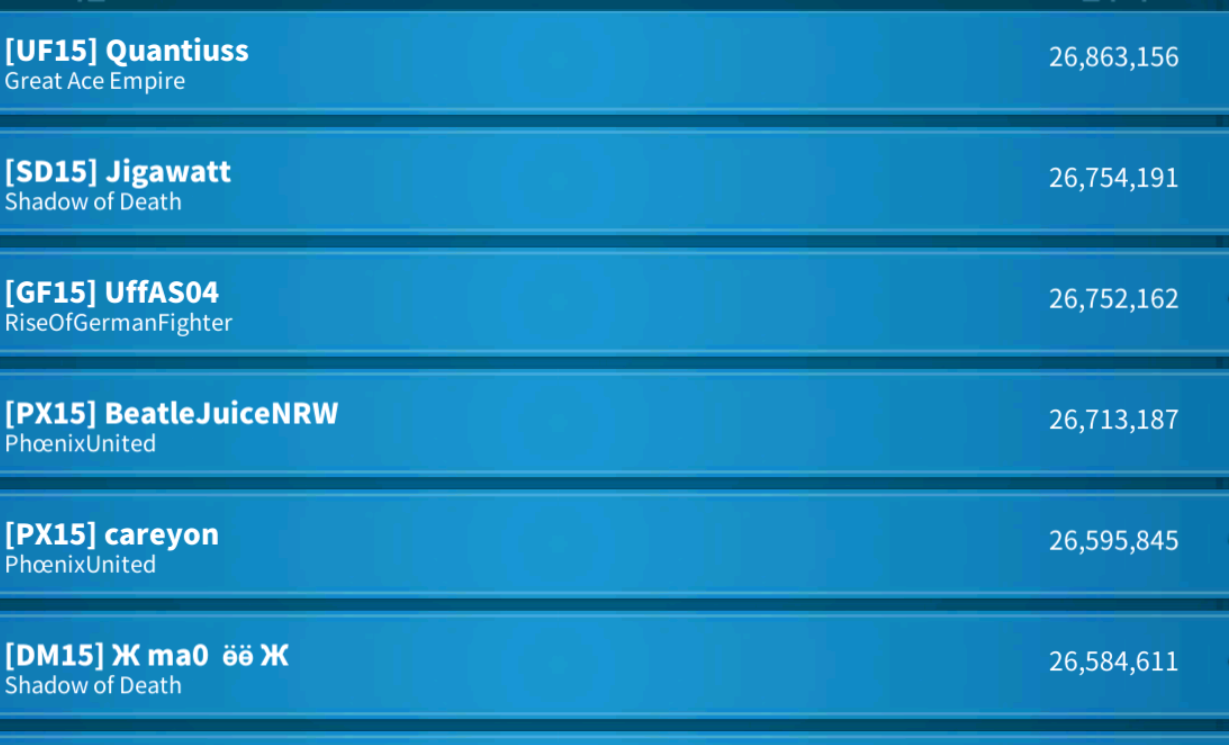 [UF15] Quantiuss
26,863,156
Great Ace Empire
[SD15] Jigawatt
26,754,191
Shadow of Death
[GF15] UffAS04
26,752,162
RiseOfGermanFighter
[PX15] BeatleJuiceNRW
26,713,187
PhœnixUnited
[PX15] careyon
26,595,845
PhœnixUnited
[DM15] Ж ma0 ӫӫ Ж
26,584,611
Shadow of Death